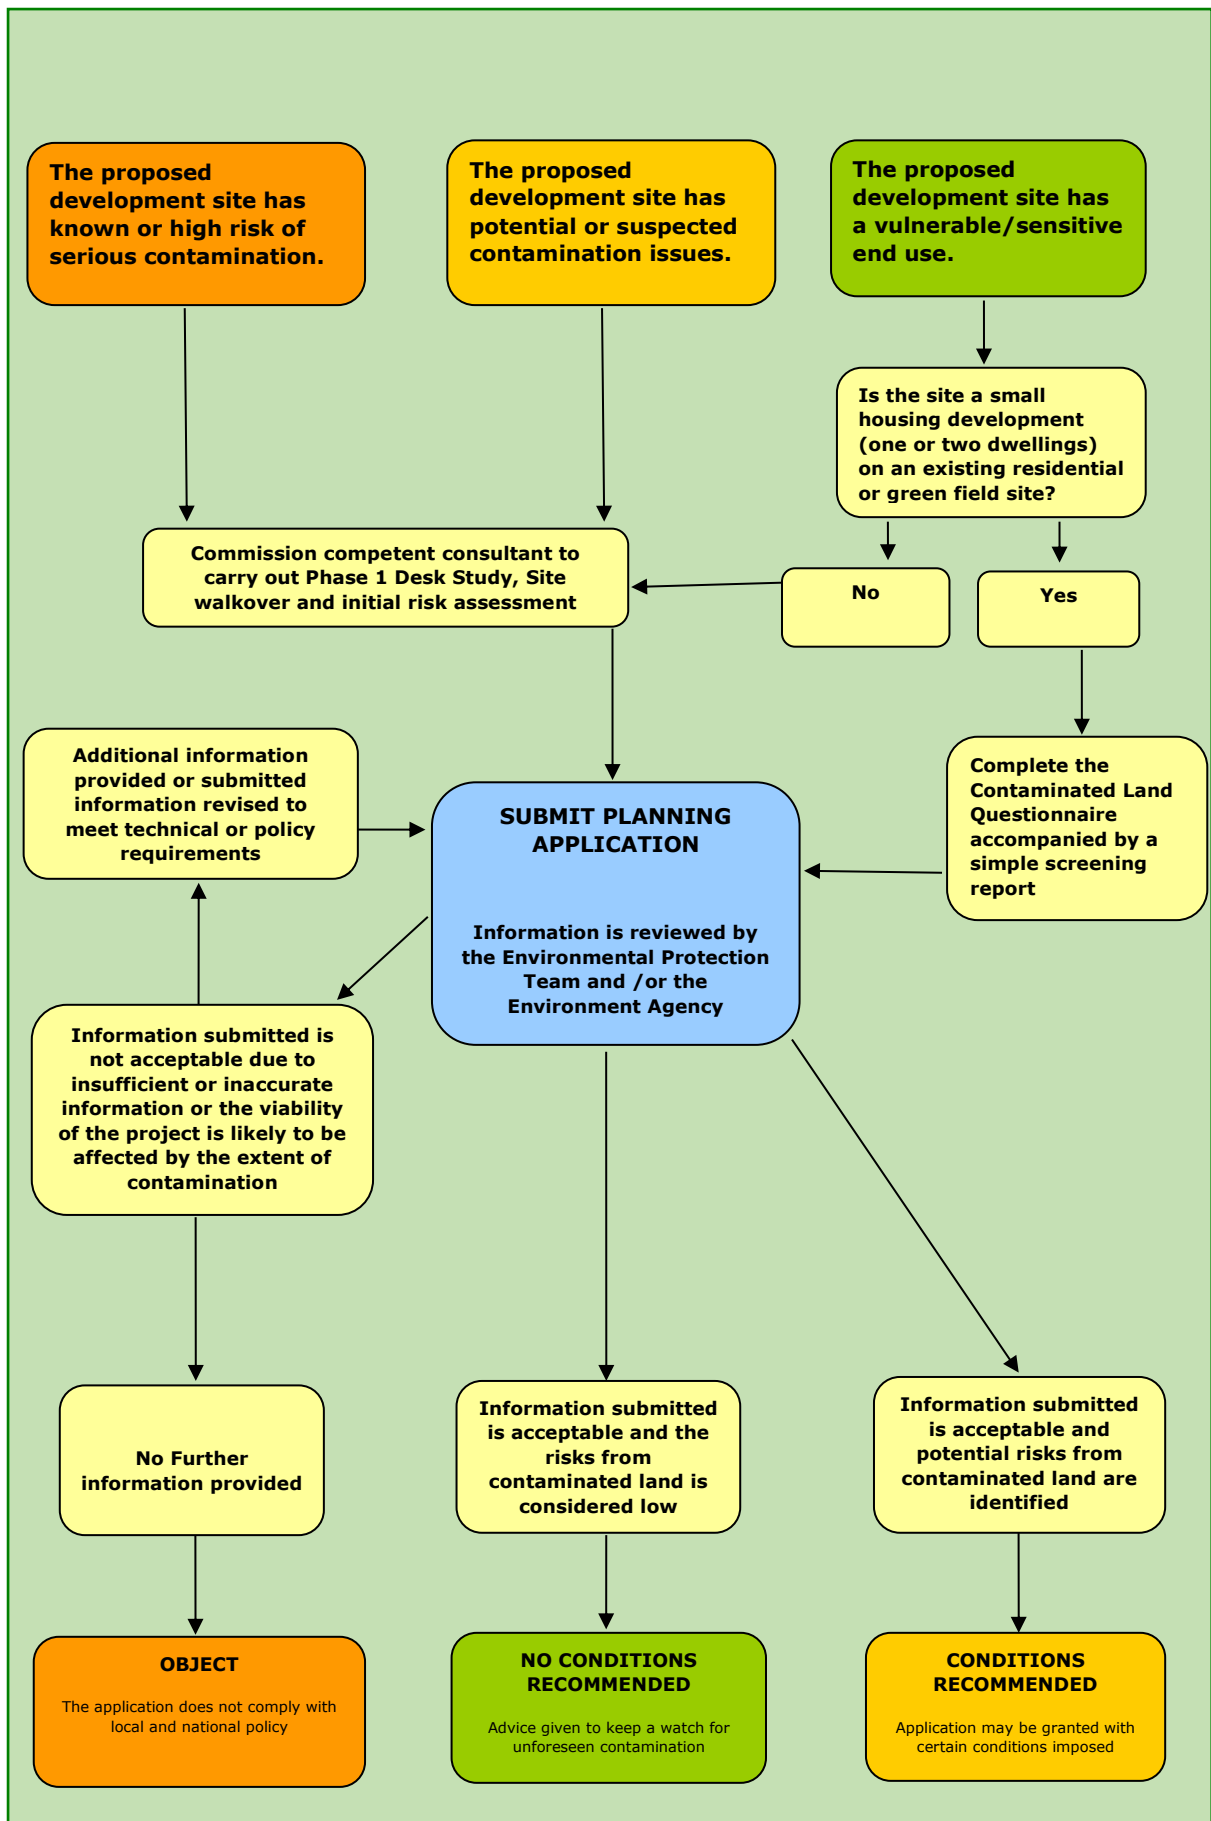 The proposed
development site has
known or high risk of
serious contamination.
The proposed
development site has
potential or suspected
contamination issues.
The proposed
development site has
a vulnerable/sensitive
end use.
Is the site a small
housing development
(one or two dwellings)
on an existing residential
or green field site?
Commission competent consultant to
carry out Phase 1 Desk Study, Site
walkover and initial risk assessment
No
Yes
Additional information
provided or submitted
information revised to
meet technical or policy
requirements
SUBMIT PLANNING
APPLICATION
Information is reviewed by
the Environmental Protection
Team and /or the
Environment Agency
Complete the
Contaminated Land
Questionnaire
accompanied by a
simple screening
report
Information submitted is
not acceptable due to
insufficient or inaccurate
information or the viability
of the project is likely to be
affected by the extent of
contamination
No Further
information provided
Information submitted
is acceptable and the
risks from
contaminated land is
considered low
Information submitted
is acceptable and
potential risks from
contaminated land are
identified
OBJECT
The application does not comply with
local and national policy
NO CONDITIONS
RECOMMENDED
Advice given to keep a watch for
unforeseen contamination
CONDITIONS
RECOMMENDED
Application may be granted with
certain conditions imposed